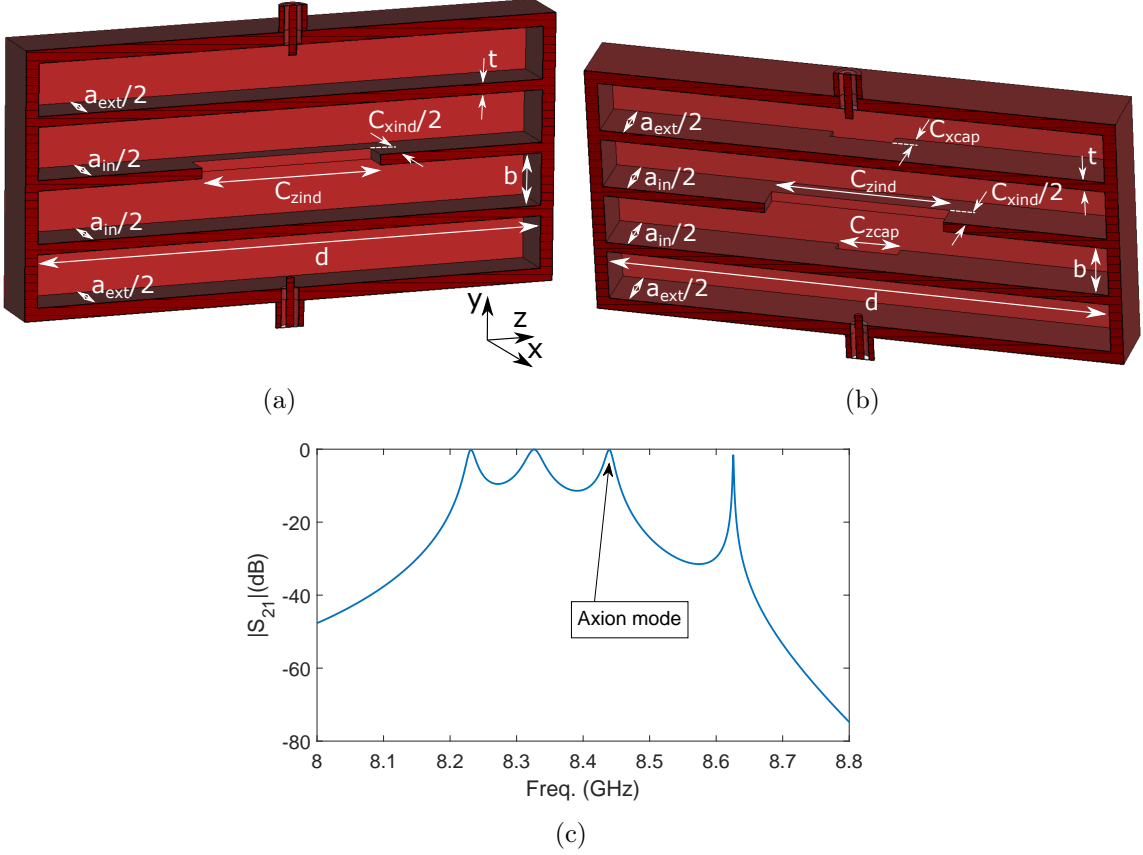 a_ext/2
t
C_xind/2
a_in/2
C_zind
b
a_in/2
d
a_ext/2
y
z
x
(a)
a_ext/2
C_xcap
t
a_in/2
C_zind
C_xind/2
a_in/2
C_zcap
b
a_ext/2
d
(b)
0
-20
-40
-60
-80
|S_21|(dB)
Axion mode
8 8.1 8.2 8.3 8.4 8.5 8.6 8.7 8.8
Freq. (GHz)
(c)